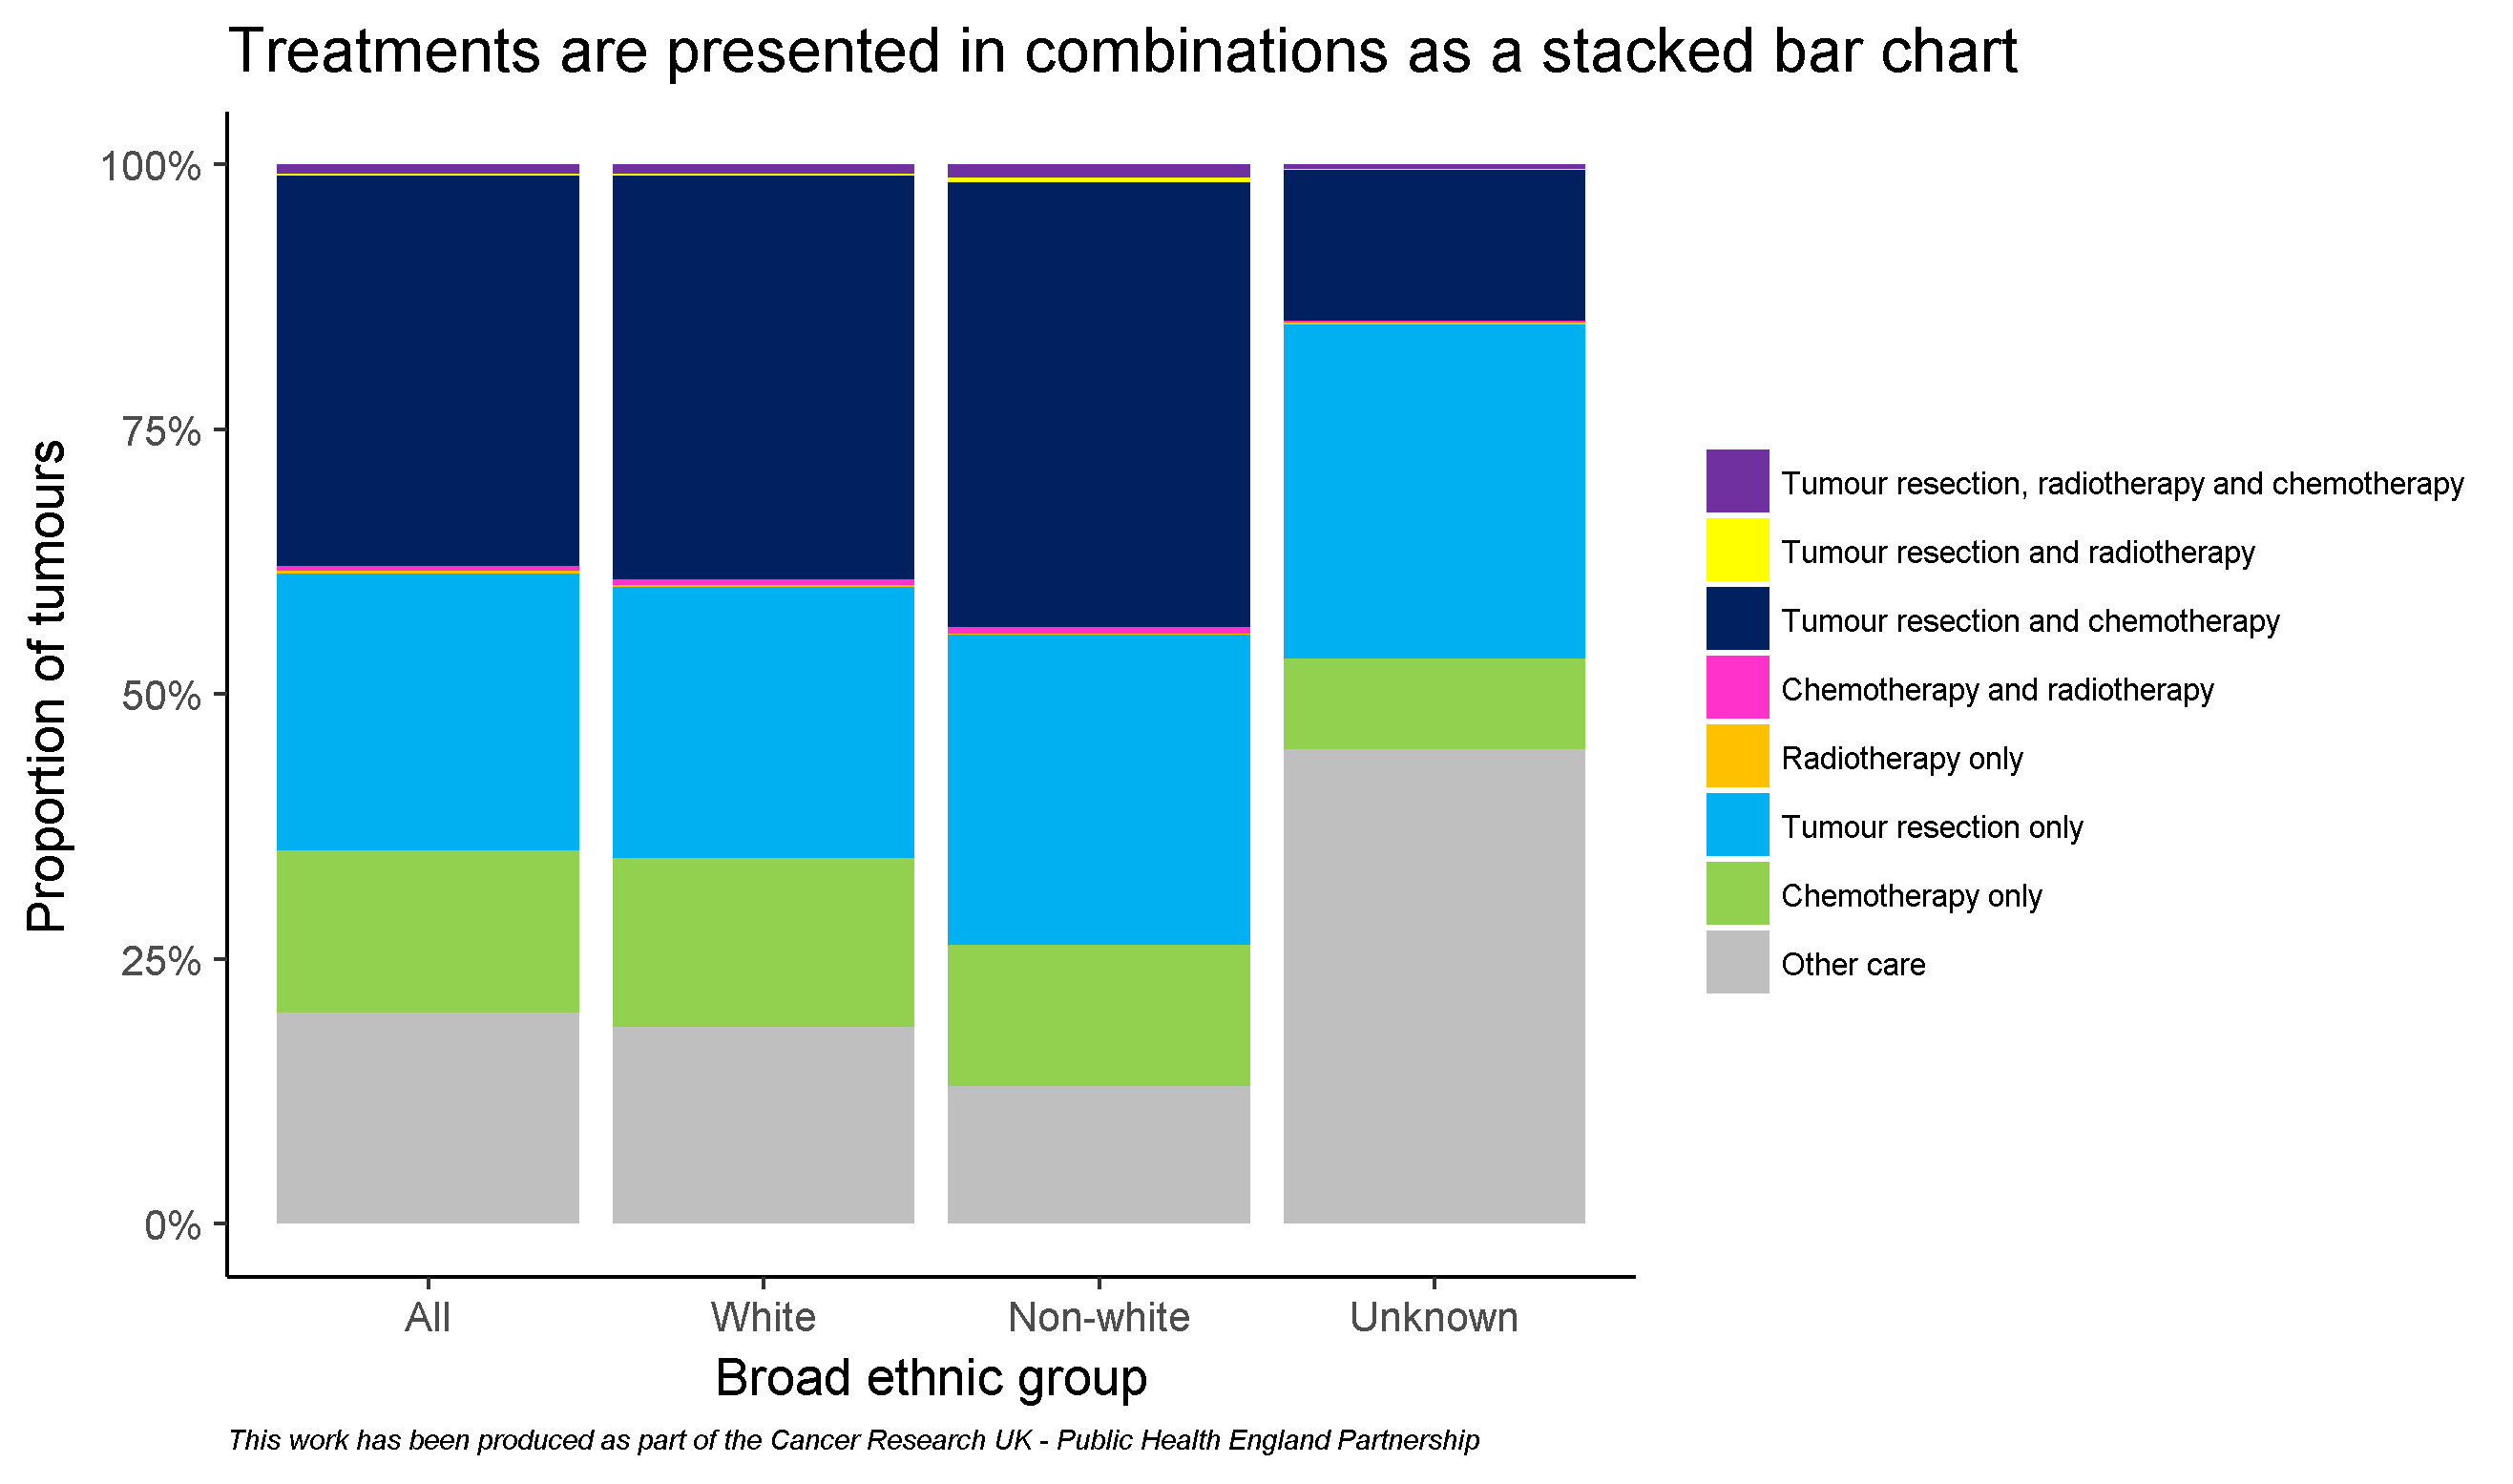 Treatments are presented in combinations as a stacked bar chart
100%
75%
50%
25%
0%
Proportion of tumours
All
White
Non-white
Unknown
Broad ethnic group
Tumour resection, radiotherapy and chemotherapy
Tumour resection and radiotherapy
Tumour resection and chemotherapy
Chemotherapy and radiotherapy
Radiotherapy only
Tumour resection only
Chemotherapy only
Other care
This work has been produced as part of the Cancer Research UK - Public Health England Partnership